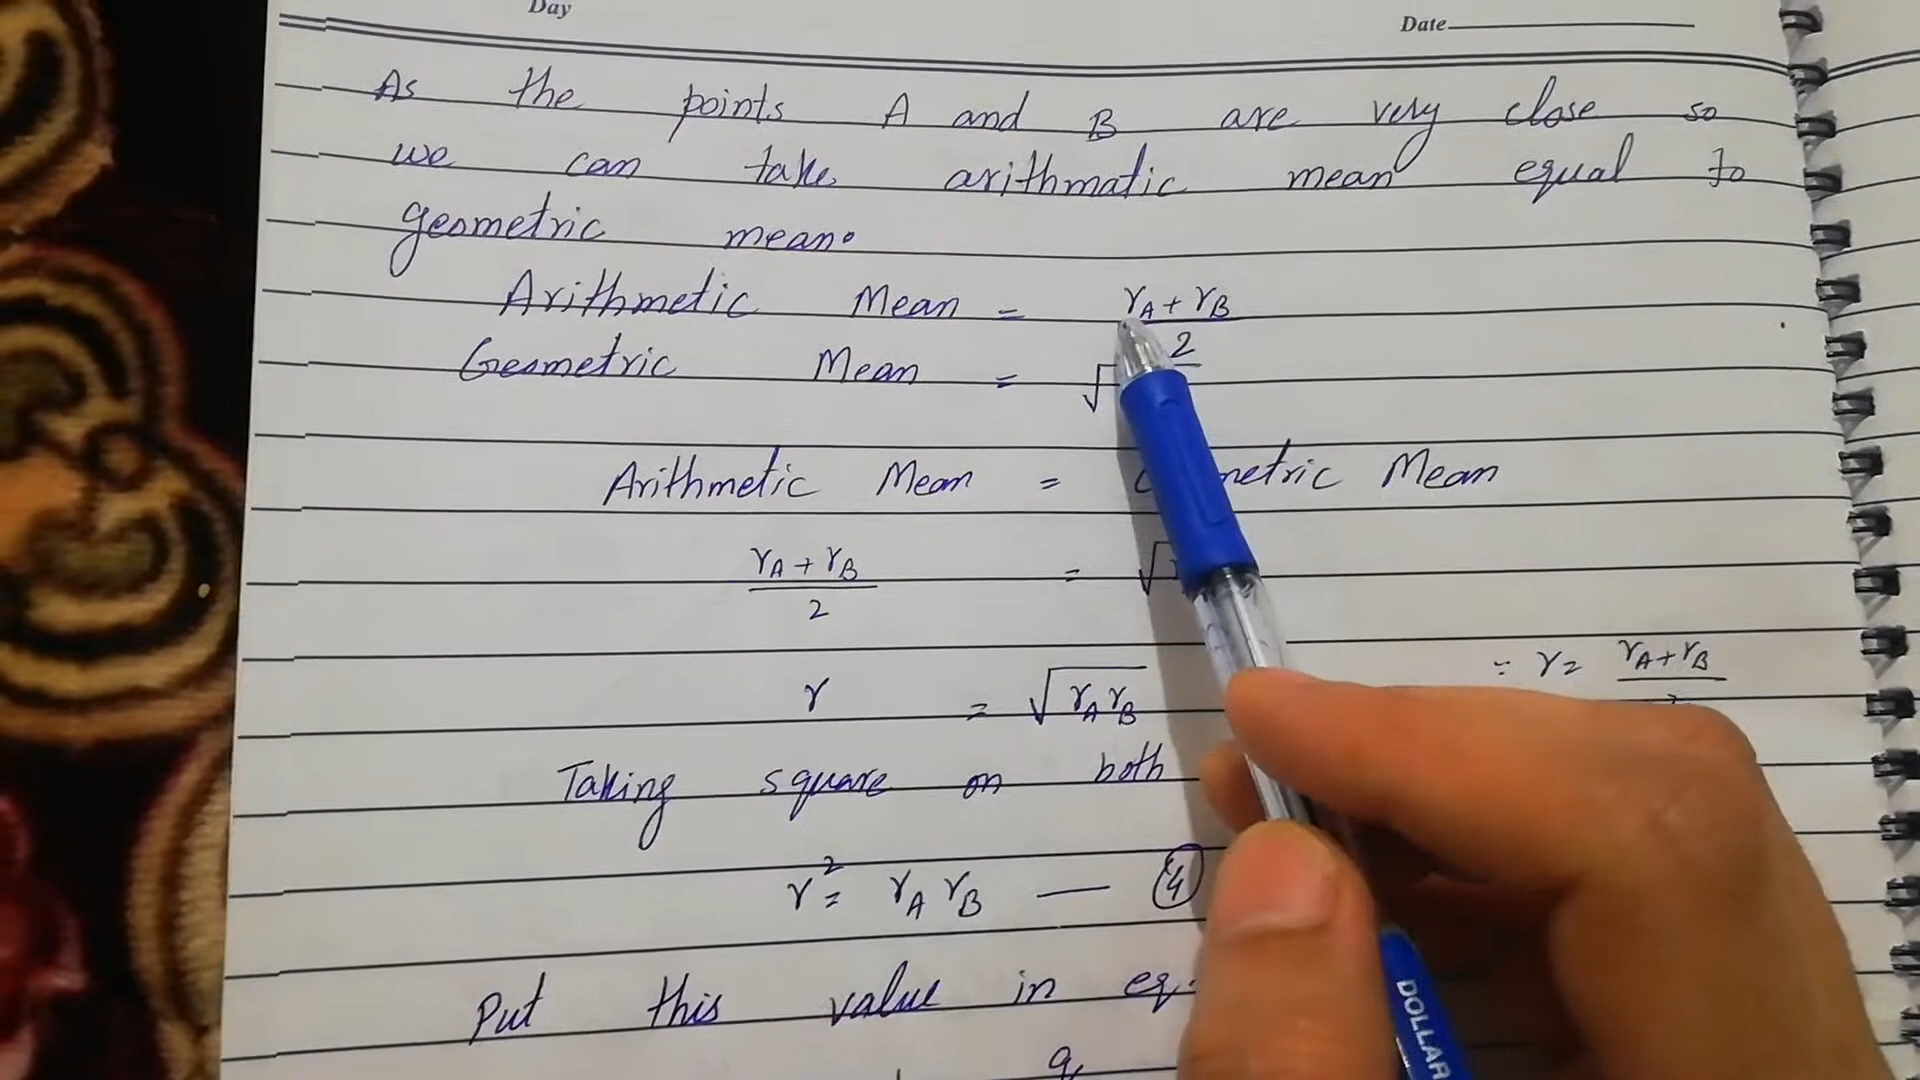 Day
Date
As the points A and B are very close so
we can take arithmatic mean equal to
geometric mean.
Arithmetic Mean = rA + rB
2
Geometric Mean = √
Arithmetic Mean = metric Mean
rA + rB
2
= √
∵ r = rA + rB
r = √rA rB
Taking square on both
r² = rA rB — (4)
Put this value in eq.
q
DOLLAR